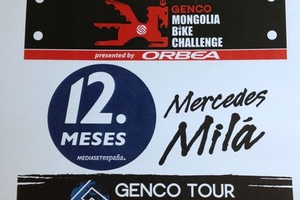 GENCO
MONGOLIA
BIKE
CHALLENGE
presented by ORBEA
12.
MESES
MEDIASETespaña.
Mercedes
Milá
GENCO TOUR